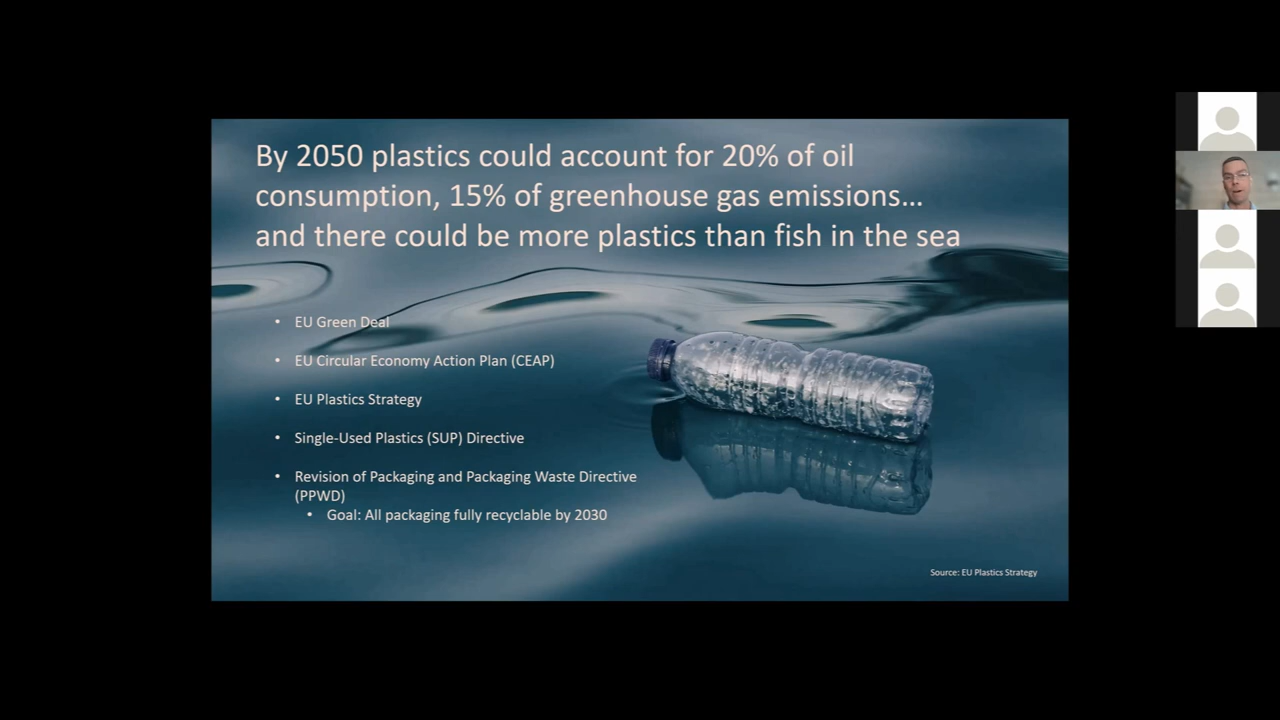 By 2050 plastics could account for 20% of oil
consumption, 15% of greenhouse gas emissions…
and there could be more plastics than fish in the sea
• EU Green Deal
• EU Circular Economy Action Plan (CEAP)
• EU Plastics Strategy
• Single-Used Plastics (SUP) Directive
• Revision of Packaging and Packaging Waste Directive
(PPWD)
• Goal: All packaging fully recyclable by 2030
Source: EU Plastics Strategy